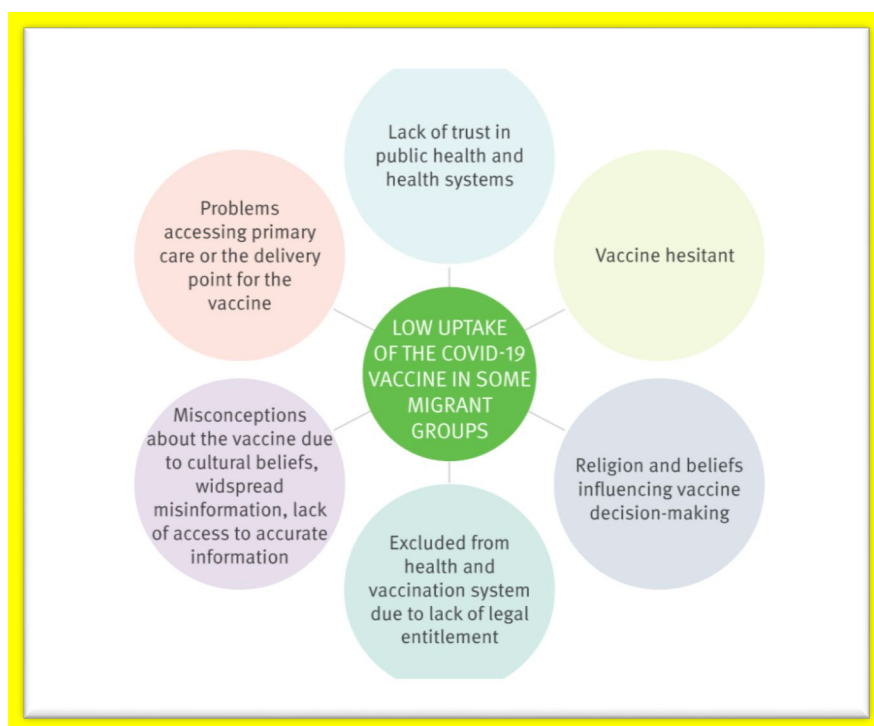 Lack of trust in
public health and
health systems
Vaccine hesitant
Religion and beliefs
influencing vaccine
decision-making
Excluded from
health and
vaccination system
due to lack of legal
entitlement
Misconceptions
about the vaccine due
to cultural beliefs,
widspread
misinformation, lack
of access to accurate
information
Problems
accessing primary
care or the delivery
point for the
vaccine
LOW UPTAKE
OF THE COVID-19
VACCINE IN SOME
MIGRANT
GROUPS